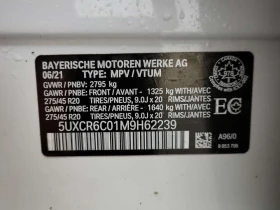 BAYERISCHE MOTOREN WERKE AG
06/21 TYPE: MPV / VTUM
GVWR / PNBV: 2795 kg
GAWR / PNBE: FRONT / AVANT - 1325 kg WITH / AVEC
275/45 R20 TIRES/PNEUS, 9.0J x 20 RIMS/JANTES
GAWR / PNBE: REAR / ARRIERE - 1640 kg WITH / AVEC
275/45 R20 TIRES/PNEUS, 9.0J x 20 RIMS/JANTES
5UXCR6C01M9H62239
A96/0